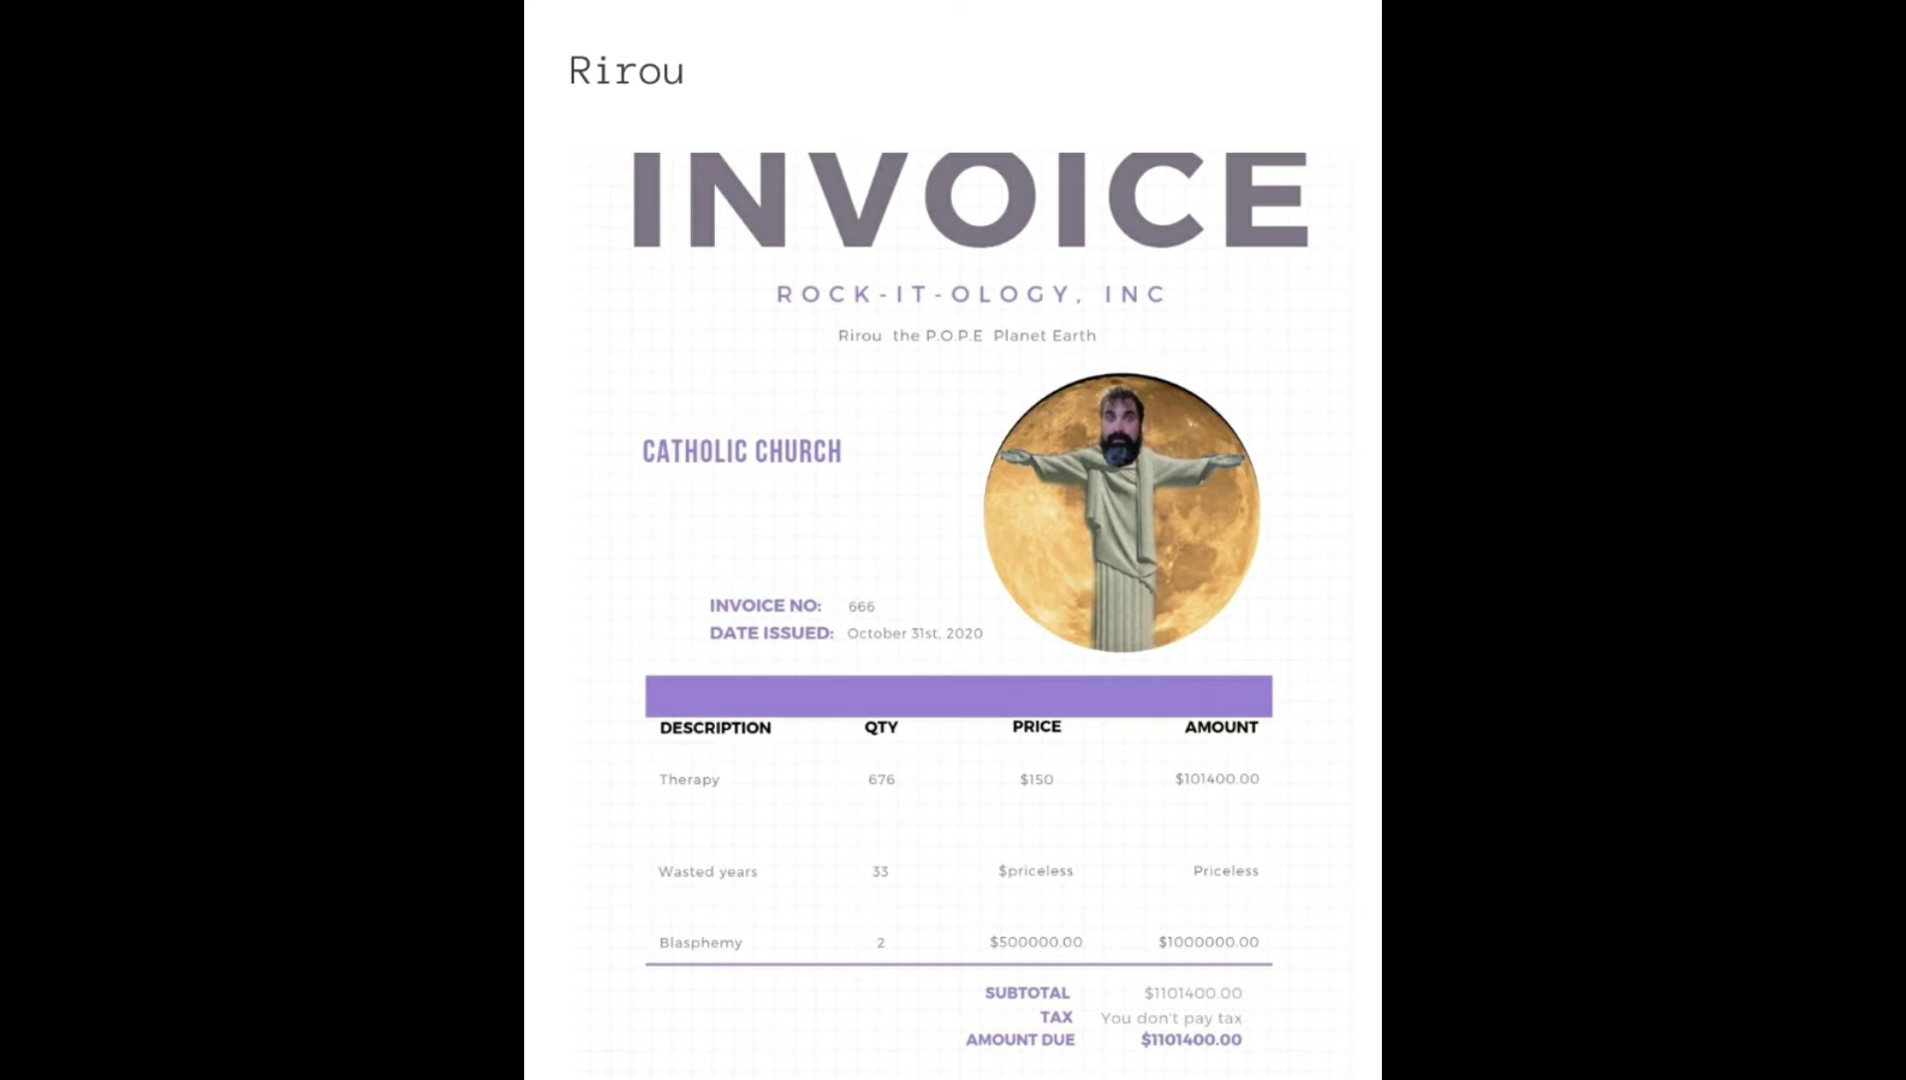 Rirou
INVOICE
ROCK-IT-OLOGY, INC
Rirou the P.O.P.E Planet Earth
CATHOLIC CHURCH
INVOICE NO: 666
DATE ISSUED: October 31st, 2020
DESCRIPTION QTY PRICE AMOUNT
Therapy 676 $150 $101400.00
Wasted years 33 $priceless Priceless
Blasphemy 2 $500000.00 $1000000.00
SUBTOTAL $1101400.00
TAX You don't pay tax
AMOUNT DUE $1101400.00